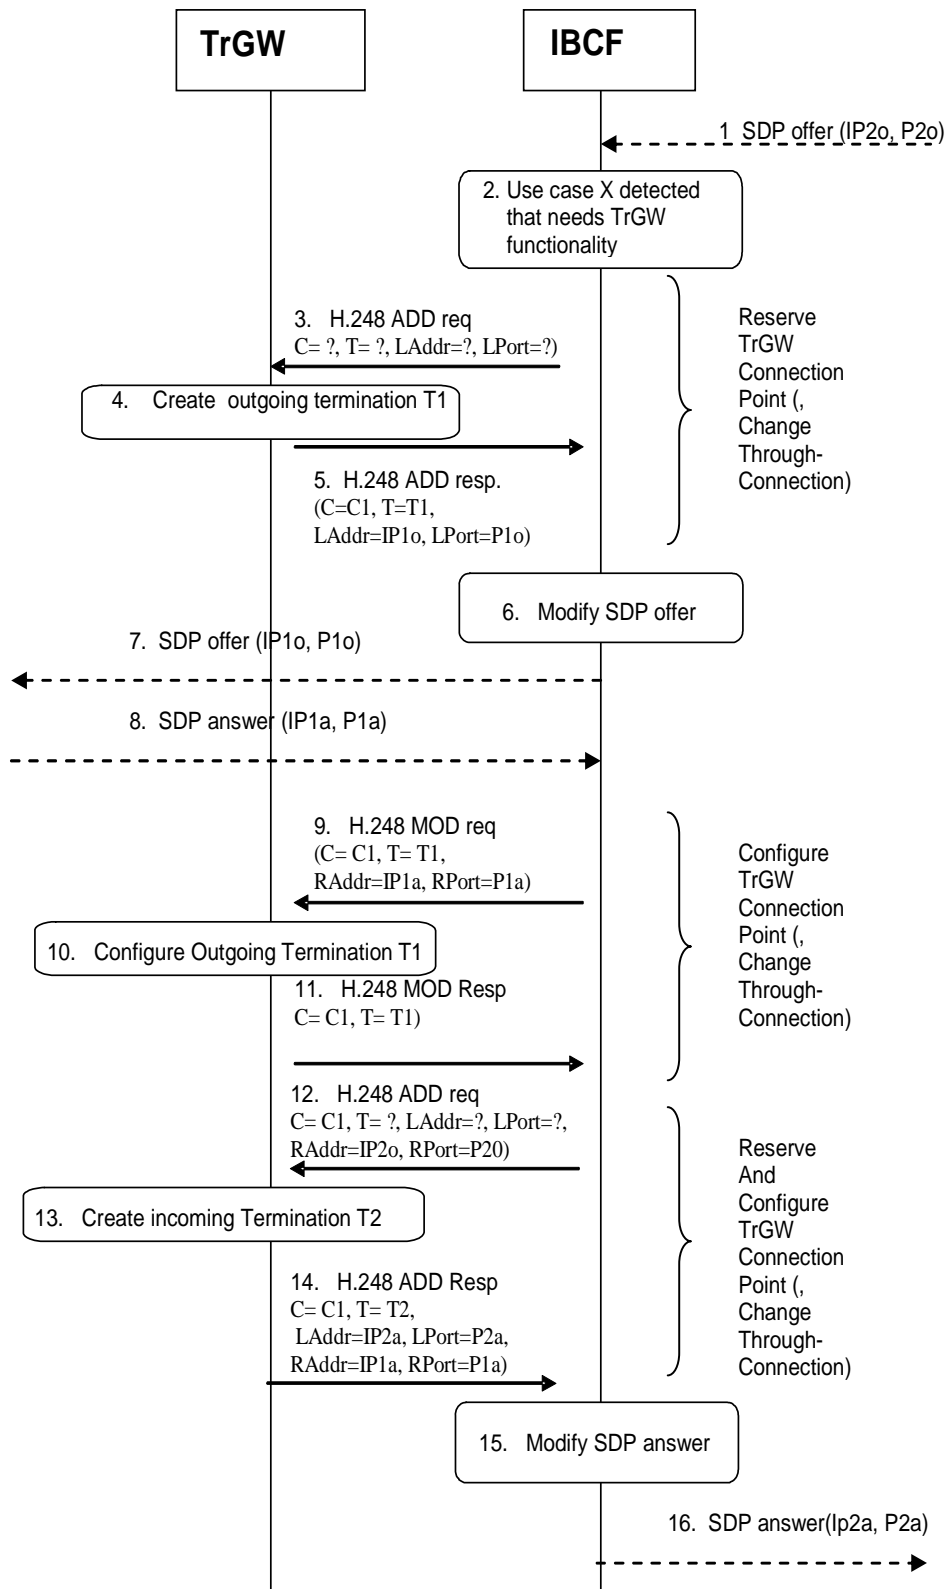 TrGW
IBCF
1 SDP offer (IP2o, P2o)
2. Use case X detected
that needs TrGW
functionality
3. H.248 ADD req
C= ?, T= ?, LAddr=?, LPort=?)
Reserve
TrGW
Connection
Point (,
Change
Through-
Connection)
4. Create outgoing termination T1
5. H.248 ADD resp.
(C=C1, T=T1,
LAddr=IP1o, LPort=P1o)
6. Modify SDP offer
7. SDP offer (IP1o, P1o)
8. SDP answer (IP1a, P1a)
9. H.248 MOD req
(C= C1, T= T1,
RAddr=IP1a, RPort=P1a)
Configure
TrGW
Connection
Point (,
Change
Through-
Connection)
10. Configure Outgoing Termination T1
11. H.248 MOD Resp
C= C1, T= T1)
12. H.248 ADD req
C= C1, T= ?, LAddr=?, LPort=?,
RAddr=IP2o, RPort=P20)
Reserve
And
Configure
TrGW
Connection
Point (,
Change
Through-
Connection)
13. Create incoming Termination T2
14. H.248 ADD Resp
C= C1, T= T2,
LAddr=IP2a, LPort=P2a,
RAddr=IP1a, RPort=P1a)
15. Modify SDP answer
16. SDP answer(Ip2a, P2a)